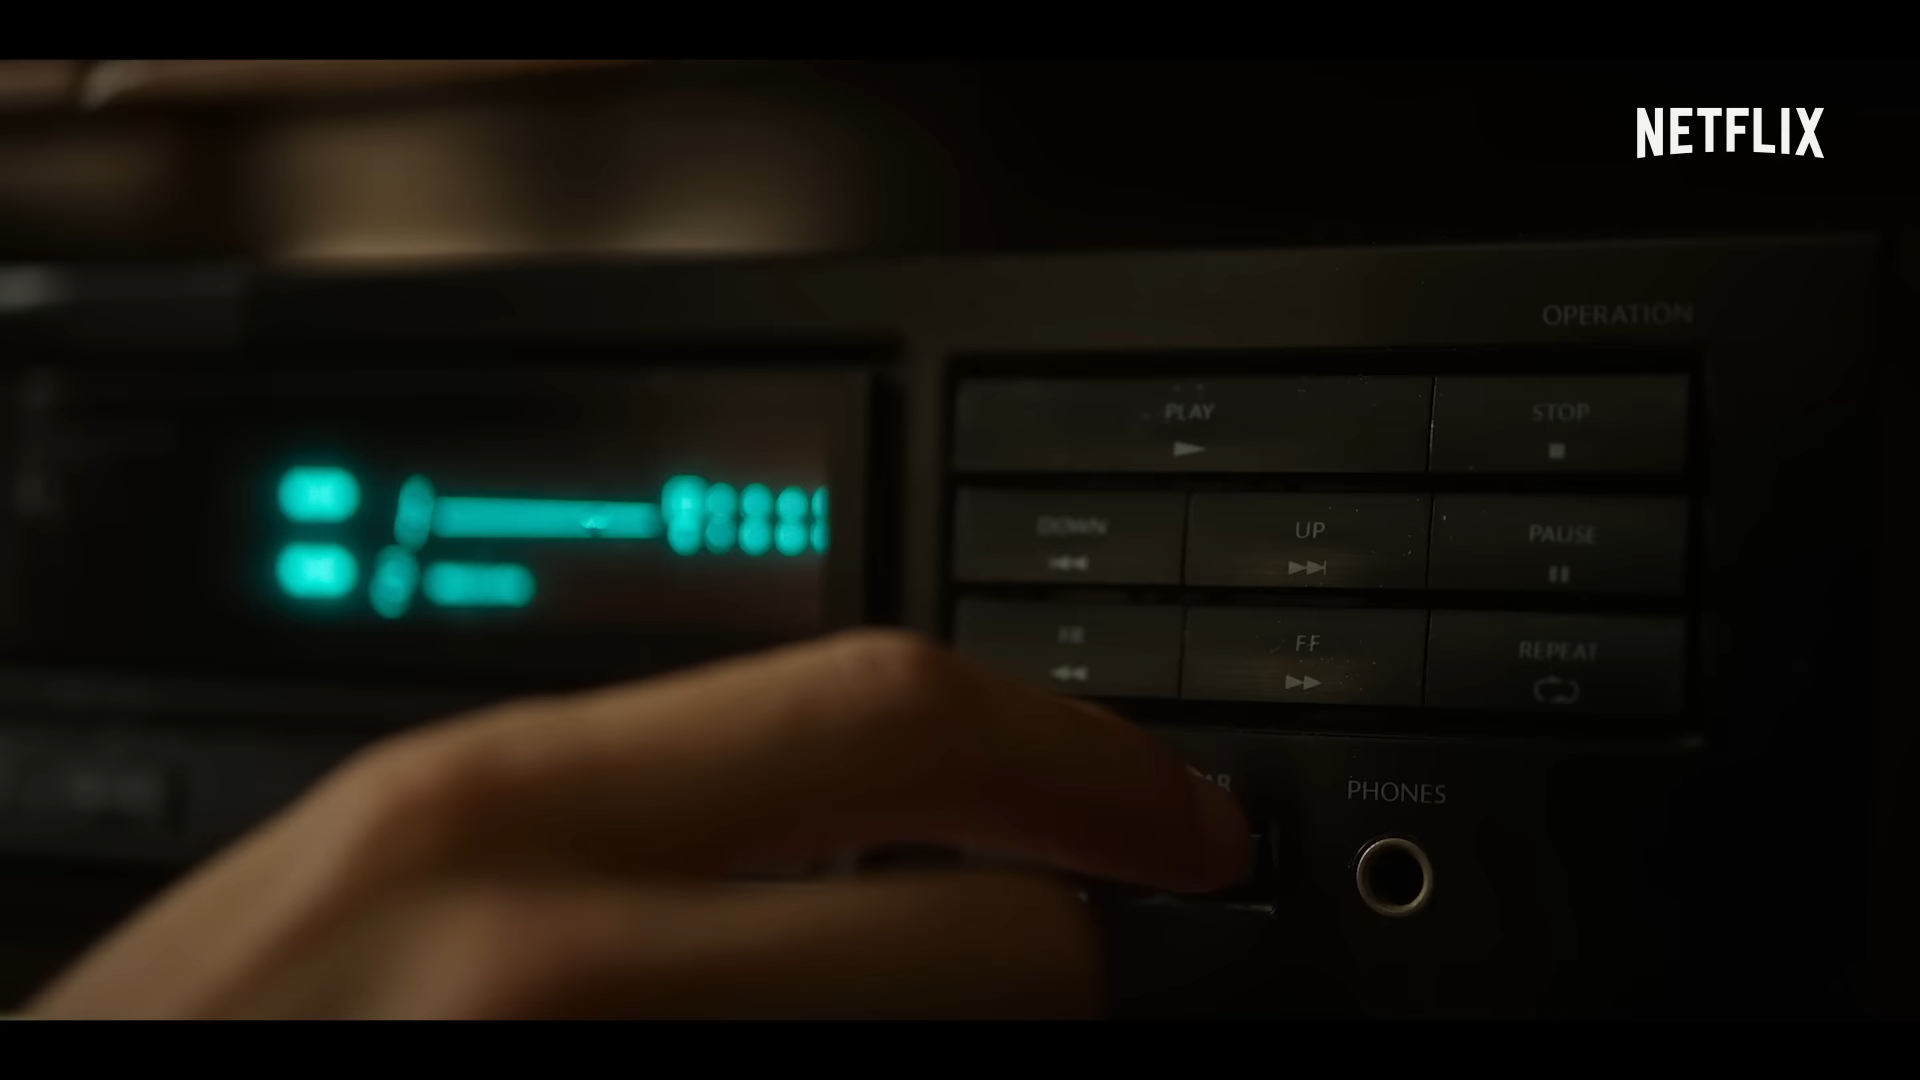 NETFLIX
OPERATION
PLAY
STOP
DOWN
UP
PAUSE
FF
REPEAT
PHONES